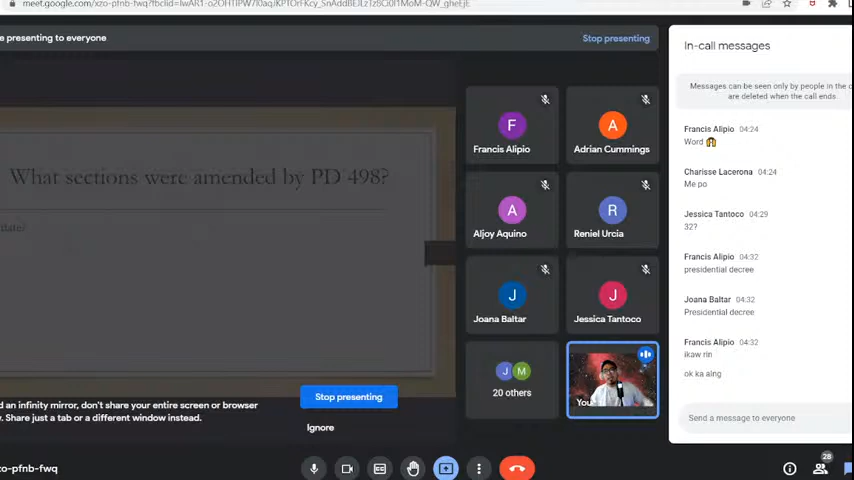 meet.google.com/xzo-pfnb-fwq?fbclid=
e presenting to everyone
Stop presenting
What sections were amended by PD 498?
date?
d an infinity mirror, don't share your entire screen or browser
. Share just a tab or a different window instead.
Stop presenting
Ignore
F
Francis Alipio
A
Adrian Cummings
A
Aljoy Aquino
R
Reniel Urcia
J
Joana Baltar
J
Jessica Tantoco
J M
20 others
You
In-call messages
Messages can be seen only by people in the c
are deleted when the call ends.
Francis Alipio 04:24
Word
Charisse Lacerona 04:24
Me po
Jessica Tantoco 04:29
32?
Francis Alipio 04:32
presidential decree
Joana Baltar 04:32
Presidential decree
Francis Alipio 04:32
ikaw rin
ok ka aing
Send a message to everyone
zo-pfnb-fwq
28